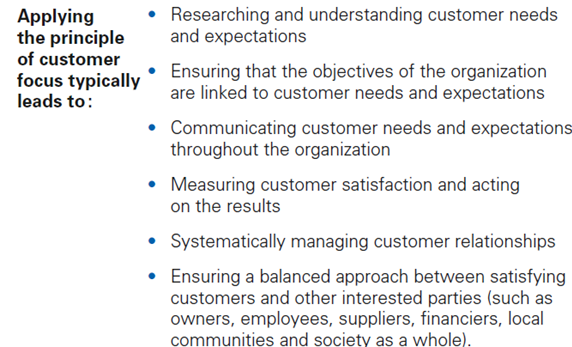 Applying
the principle
of customer
focus typically
leads to:
• Researching and understanding customer needs
and expectations
• Ensuring that the objectives of the organization
are linked to customer needs and expectations
• Communicating customer needs and expectations
throughout the organization
• Measuring customer satisfaction and acting
on the results
• Systematically managing customer relationships
• Ensuring a balanced approach between satisfying
customers and other interested parties (such as
owners, employees, suppliers, financiers, local
communities and society as a whole).